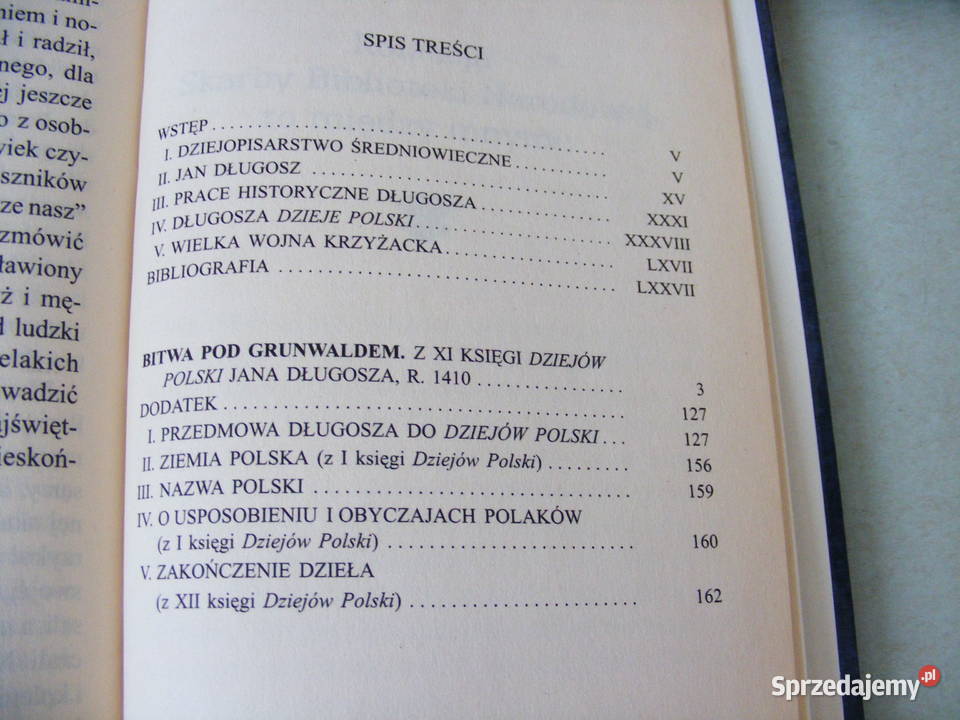 niem i no-
ł i radził,
nego, dla
ej jeszcze
o z osob-
wiek czy-
szników
ze nasz”
zmówić
ławiony
ż i mę-
d ludzki
elakich
wadzić
jświęt-
ieskoń-
SPIS TREŚCI
WSTĘP . . . . . . . . . . . . . . . . . . . . . . . . . . . . . . V
I. DZIEJOPISARSTWO ŚREDNIOWIECZNE . . . . . . . . . V
II. JAN DŁUGOSZ . . . . . . . . . . . . . . . . . . . . . . . . XV
III. PRACE HISTORYCZNE DŁUGOSZA . . . . . . . . . . . . XXXI
IV. DŁUGOSZA DZIEJE POLSKI . . . . . . . . . . . . . . . . XXXVIII
V. WIELKA WOJNA KRZYŻACKA . . . . . . . . . . . . . . . LXVII
BIBLIOGRAFIA . . . . . . . . . . . . . . . . . . . . . . . . . . LXXVII
BITWA POD GRUNWALDEM. Z XI KSIĘGI DZIEJÓW
POLSKI JANA DŁUGOSZA, R. 1410 . . . . . . . . . . . . . 3
DODATEK . . . . . . . . . . . . . . . . . . . . . . . . . . . . . . 127
I. PRZEDMOWA DŁUGOSZA DO DZIEJÓW POLSKI . . . 127
II. ZIEMIA POLSKA (z I księgi Dziejów Polski) . . . . . . . . . 156
III. NAZWA POLSKI . . . . . . . . . . . . . . . . . . . . . . . . 159
IV. O USPOSOBIENIU I OBYCZAJACH POLAKÓW
(z I księgi Dziejów Polski) . . . . . . . . . . . . . . . . . . . . 160
V. ZAKOŃCZENIE DZIEŁA
(z XII księgi Dziejów Polski) . . . . . . . . . . . . . . . . . . 162
Sprzedajemy.pl